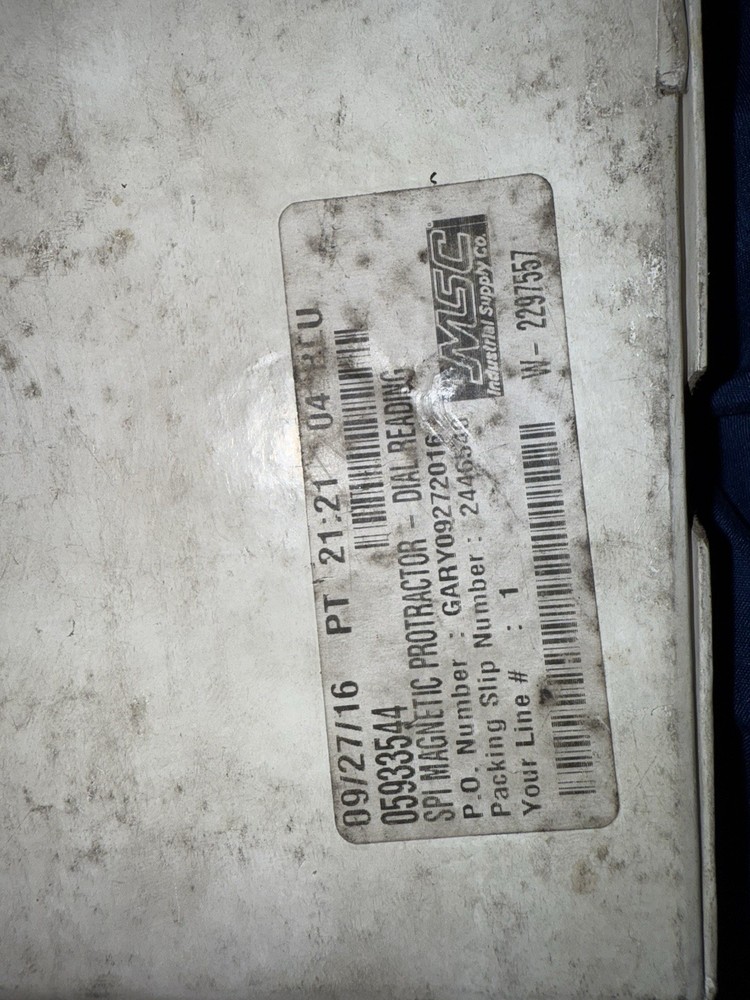 09/27/16 PT 21:21 04
05933544
SPI MAGNETIC PROTRACTOR - DIAL READING
P.O. Number : GARY09272016
Packing Slip Number :
Your Line # : 1
MSC
Industrial Supply Co.
W- 2297557